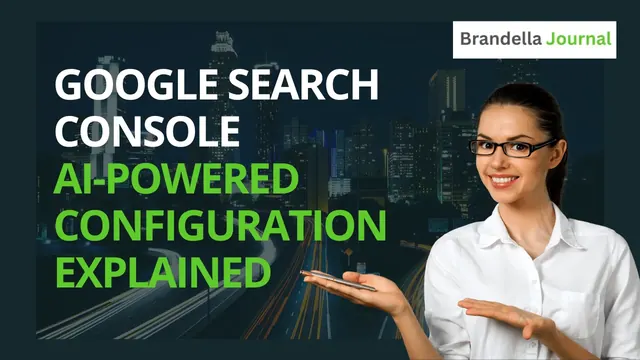 Brandella Journal
GOOGLE SEARCH
CONSOLE
AI-POWERED
CONFIGURATION
EXPLAINED